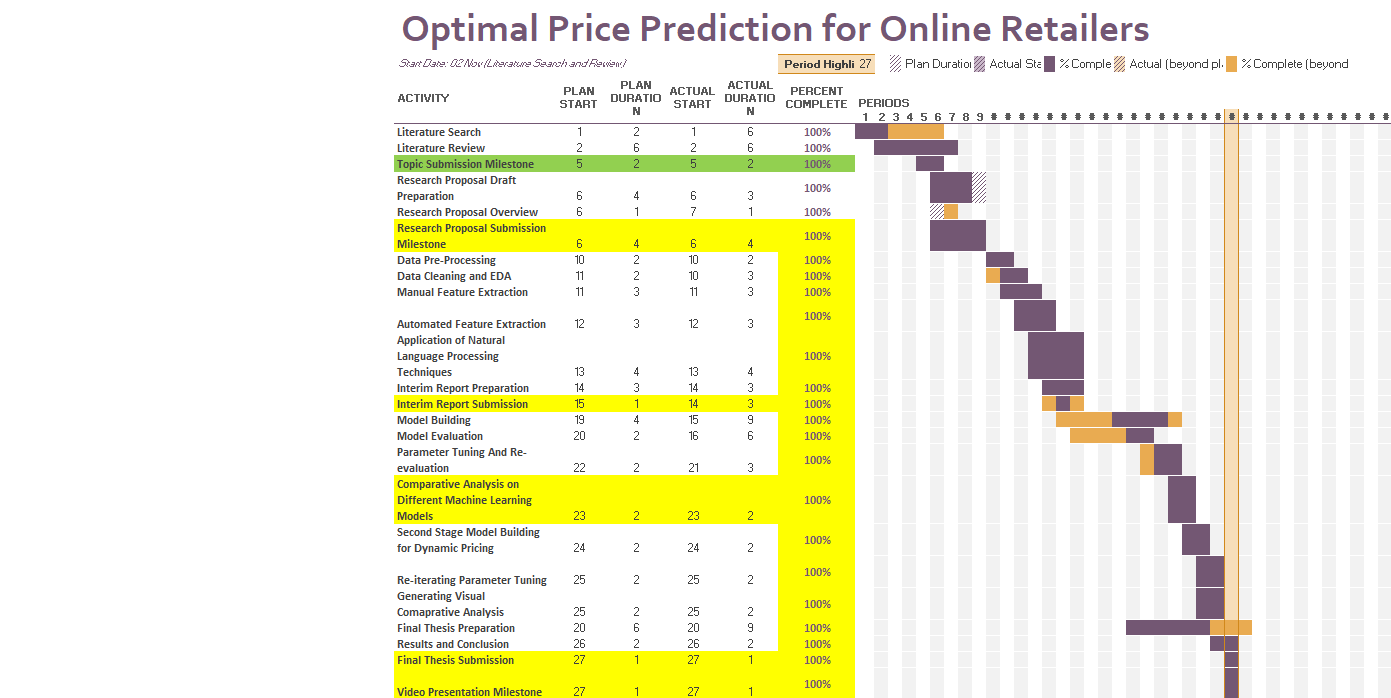 Optimal Price Prediction for Online Retailers
Start Date: 02 Nov (Literature Search and Review)
Period Highli 27
Plan Duration
Actual Sta
% Comple
Actual (beyond pl
% Complete (beyond
ACTIVITY
PLAN START
PLAN DURATIO N
ACTUAL START
ACTUAL DURATIO N
PERCENT COMPLETE
PERIODS
1 2 3 4 5 6 7 8 9 # # # # # # # # # # # # # # # # # # # # # # # # # # # # #
Literature Search 1 2 1 6 100%
Literature Review 2 6 2 6 100%
Topic Submission Milestone 5 2 5 2 100%
Research Proposal Draft
Preparation 6 4 6 3 100%
Research Proposal Overview 6 1 7 1 100%
Research Proposal Submission
Milestone 6 4 6 4 100%
Data Pre-Processing 10 2 10 2 100%
Data Cleaning and EDA 11 2 10 3 100%
Manual Feature Extraction 11 3 11 3 100%
Automated Feature Extraction 12 3 12 3 100%
Application of Natural
Language Processing
Techniques 13 4 13 4 100%
Interim Report Preparation 14 3 14 3 100%
Interim Report Submission 15 1 14 3 100%
Model Building 19 4 15 9 100%
Model Evaluation 20 2 16 6 100%
Parameter Tuning And Re-
evaluation 22 2 21 3 100%
Comparative Analysis on
Different Machine Learning
Models 23 2 23 2 100%
Second Stage Model Building
for Dynamic Pricing 24 2 24 2 100%
Re-iterating Parameter Tuning 25 2 25 2 100%
Generating Visual
Comaprative Analysis 25 2 25 2 100%
Final Thesis Preparation 20 6 20 9 100%
Results and Conclusion 26 2 26 2 100%
Final Thesis Submission 27 1 27 1 100%
Video Presentation Milestone 27 1 27 1 100%